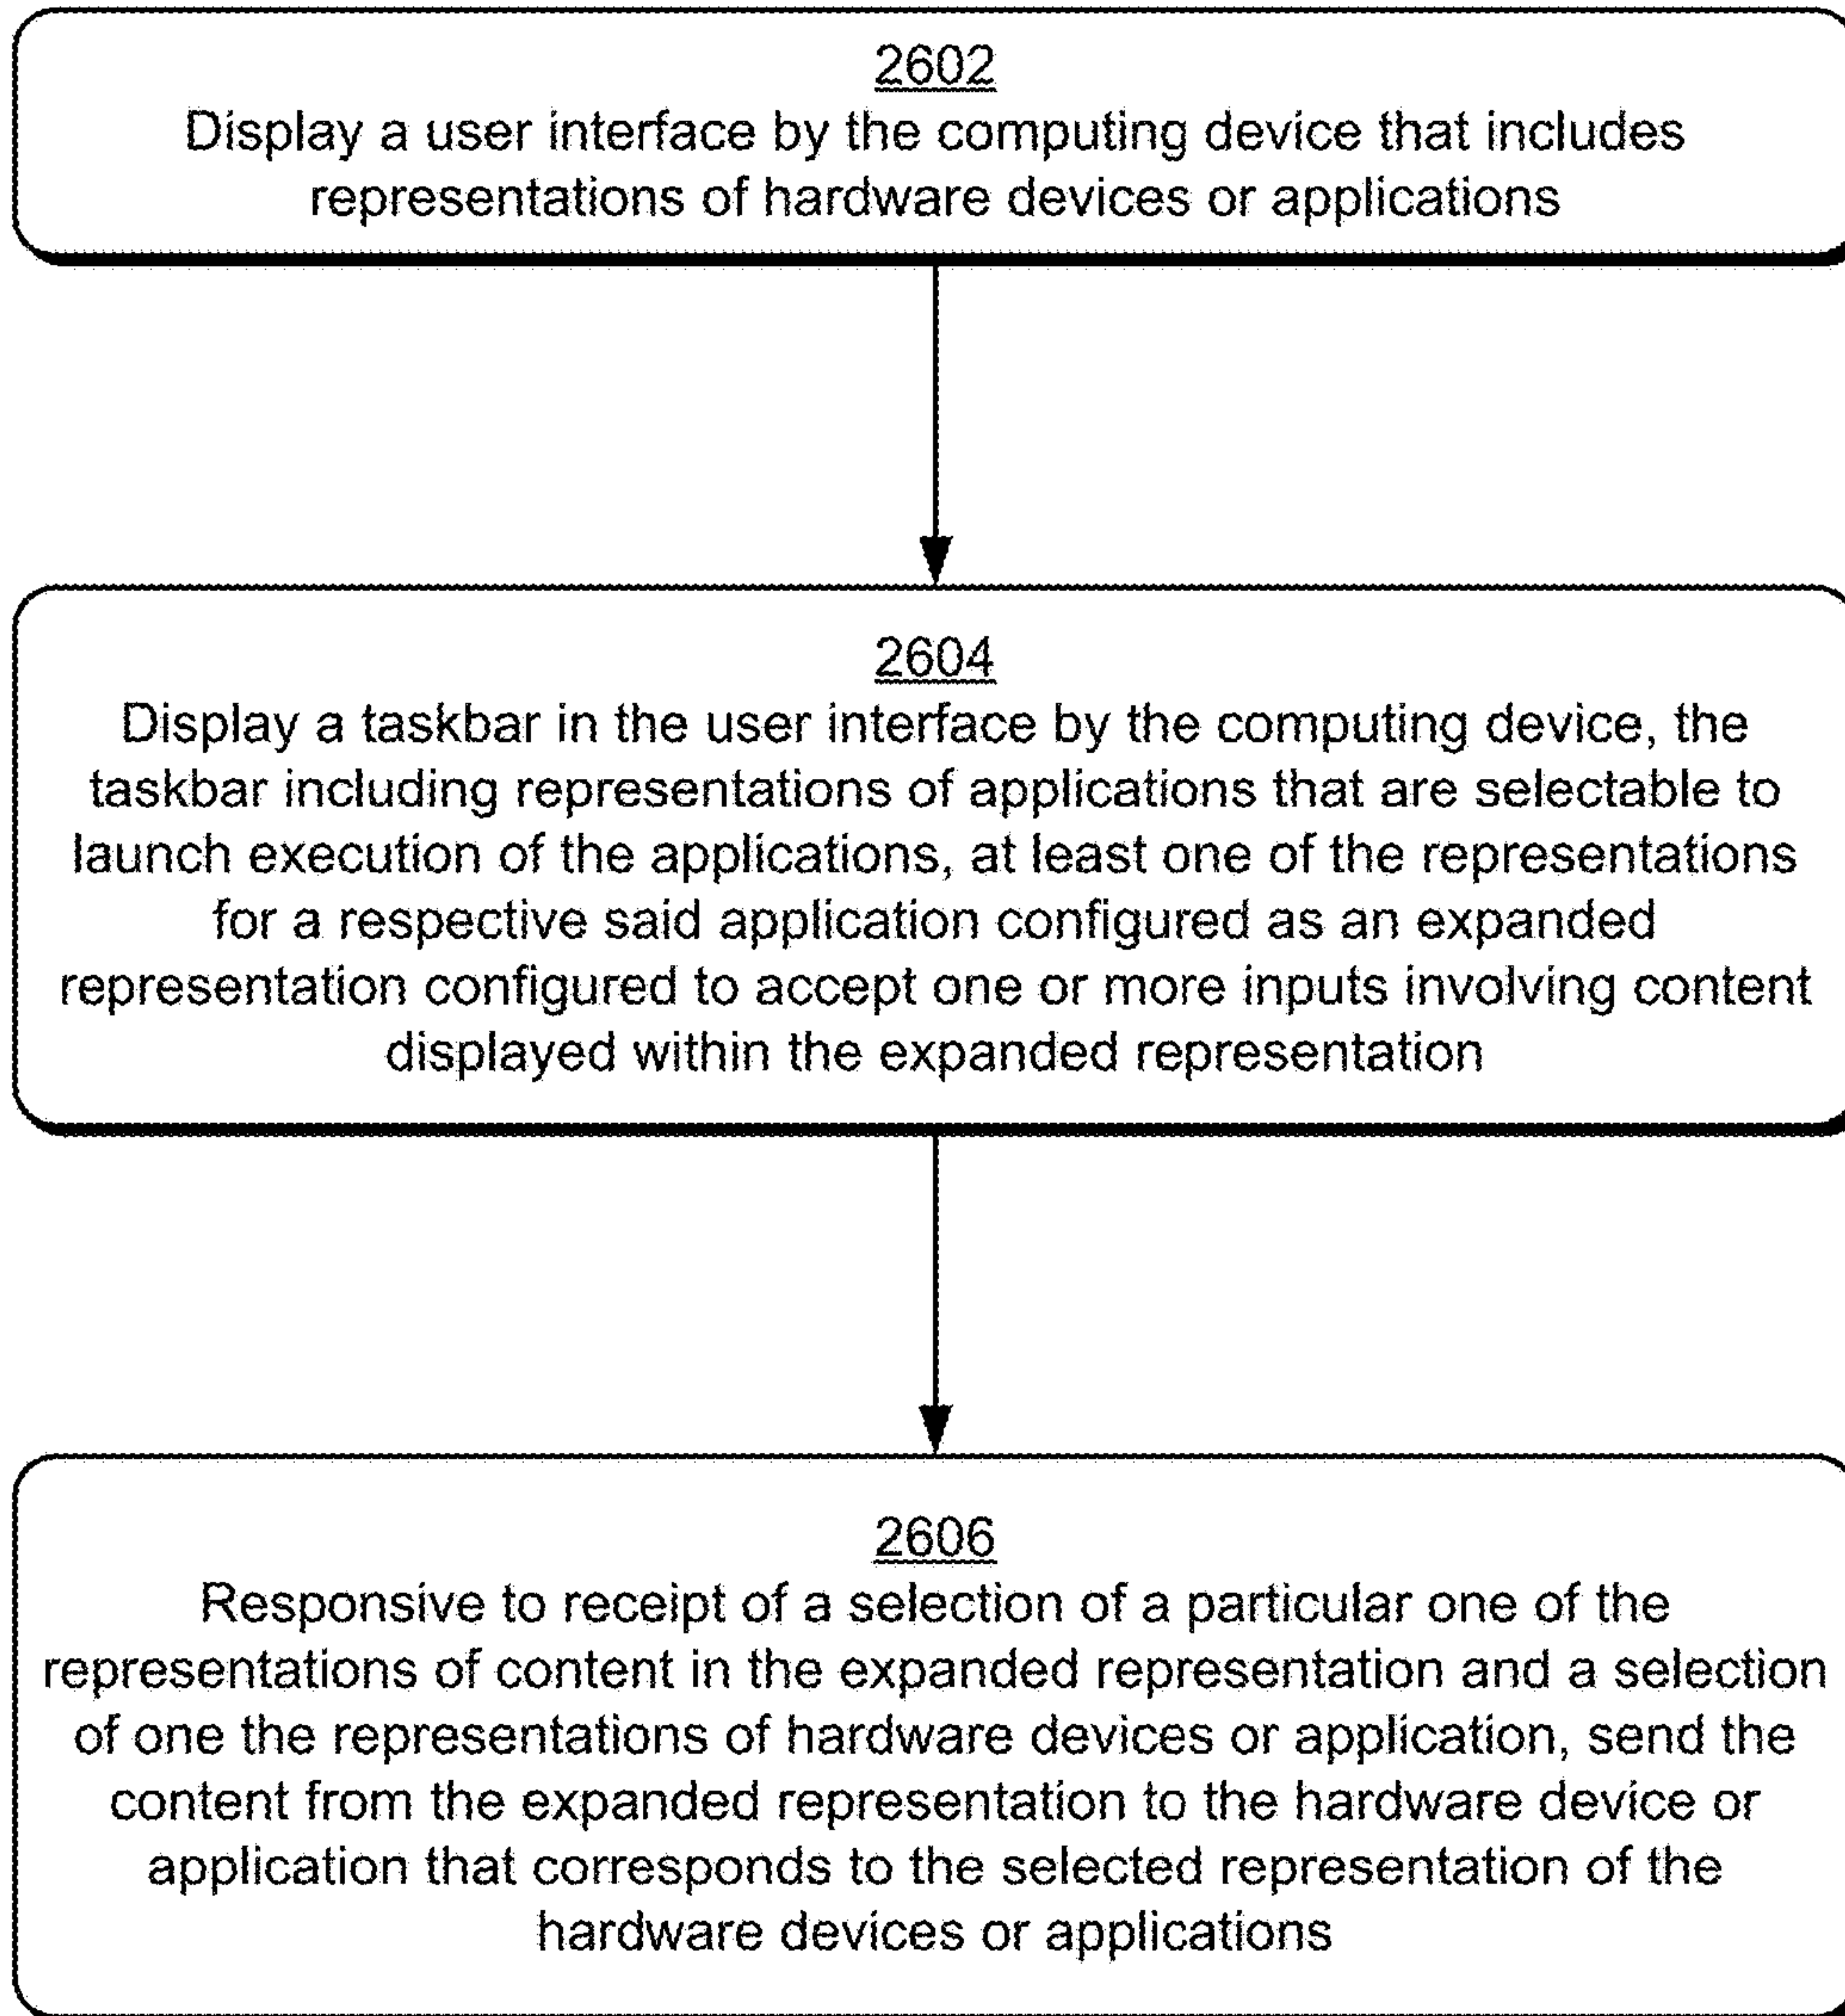 2602
Display a user interface by the computing device that includes
representations of hardware devices or applications
2604
Display a taskbar in the user interface by the computing device, the
taskbar including representations of applications that are selectable to
launch execution of the applications, at least one of the representations
for a respective said application configured as an expanded
representation configured to accept one or more inputs involving content
displayed within the expanded representation
2606
Responsive to receipt of a selection of a particular one of the
representations of content in the expanded representation and a selection
of one the representations of hardware devices or application, send the
content from the expanded representation to the hardware device or
application that corresponds to the selected representation of the
hardware devices or applications